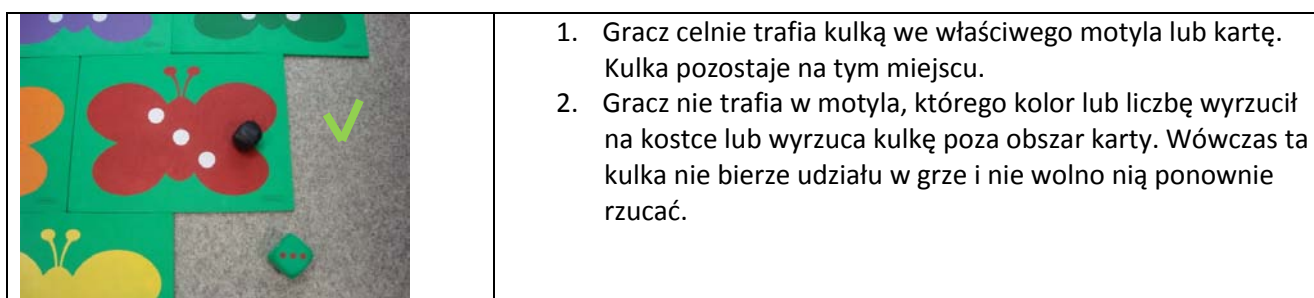 1. Gracz celnie trafia kulką we właściwego motyla lub kartę.
Kulka pozostaje na tym miejscu.
2. Gracz nie trafia w motyla, którego kolor lub liczbę wyrzucił
na kostce lub wyrzuca kulkę poza obszar karty. Wówczas ta
kulka nie bierze udziału w grze i nie wolno nią ponownie
rzucać.